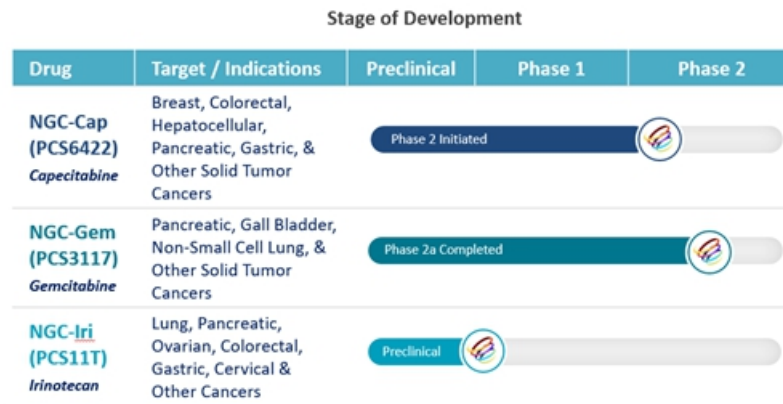 Stage of Development
Drug
Target / Indications
Preclinical
Phase 1
Phase 2
NGC-Cap
(PCS6422)
Capecitabine
Breast, Colorectal,
Hepatocellular,
Pancreatic, Gastric, &
Other Solid Tumor
Cancers
Phase 2 Initiated
NGC-Gem
(PCS3117)
Gemcitabine
Pancreatic, Gall Bladder,
Non-Small Cell Lung, &
Other Solid Tumor
Cancers
Phase 2a Completed
NGC-Iri
(PCS11T)
Irinotecan
Lung, Pancreatic,
Ovarian, Colorectal,
Gastric, Cervical &
Other Cancers
Preclinical